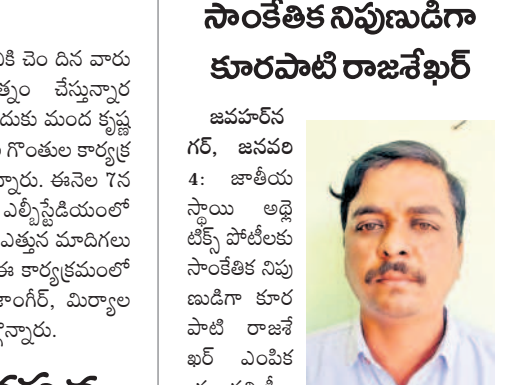 కి చెం దిన వారు
త్నం చేస్తున్నార
దుకు మంద కృష్ణ
గొంతుల కార్యక్ర
న్నారు. ఈనెల 7న
ఎల్బీస్టేడియంలో
ఎత్తున మాదిగలు
ఈ కార్యక్రమంలో
జాంగీర్, మిర్యాల
న్నారు.
సాంకేతిక నిపుణుడిగా
కూరపాటి రాజశేఖర్
జవహర్‌న
గర్, జనవరి
4: జాతీయ
స్థాయి అథ్లె
టిక్స్ పోటీలకు
సాంకేతిక నిపు
ణుడిగా కూర
పాటి రాజశే
ఖర్ ఎంపిక